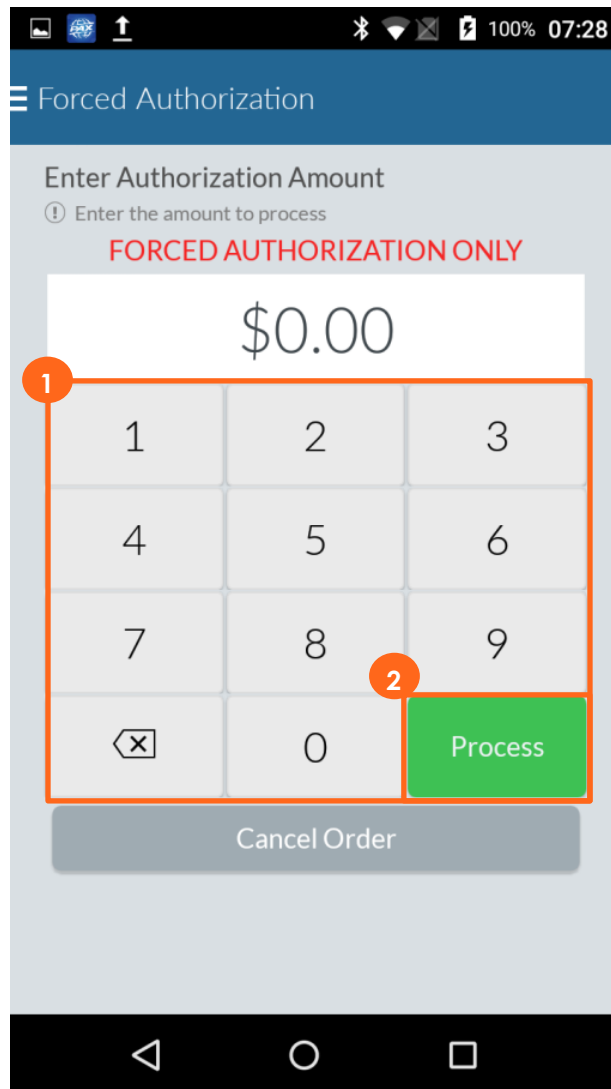 PAX 100% 07:28
Forced Authorization
Enter Authorization Amount
! Enter the amount to process
FORCED AUTHORIZATION ONLY
$0.00
1
1 2 3
4 5 6
7 8 9
2
0 Process
Cancel Order